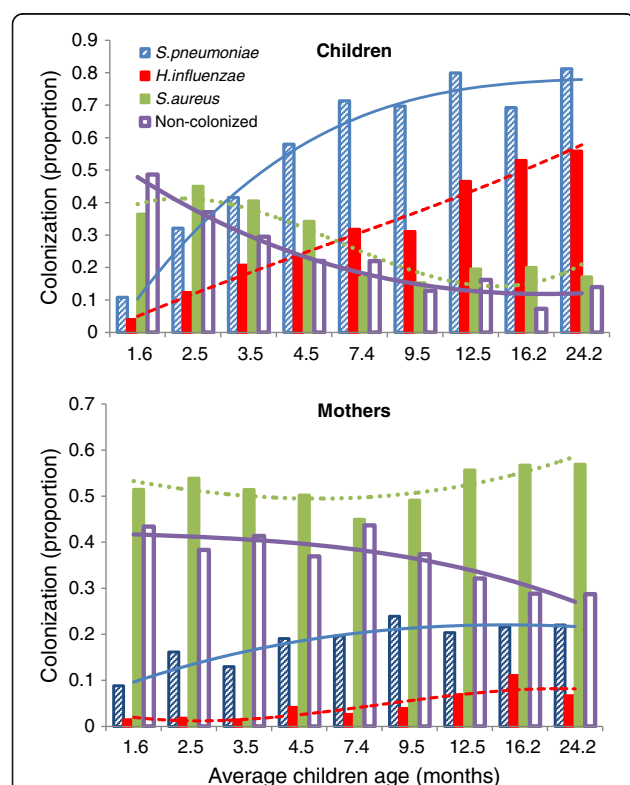 Children
S.pneumoniae
H.influenzae
S.aureus
Non-colonized
Colonization (proportion)
0.9
0.8
0.7
0.6
0.5
0.4
0.3
0.2
0.1
0
1.6 2.5 3.5 4.5 7.4 9.5 12.5 16.2 24.2
Mothers
Colonization (proportion)
0.7
0.6
0.5
0.4
0.3
0.2
0.1
0
1.6 2.5 3.5 4.5 7.4 9.5 12.5 16.2 24.2
Average children age (months)